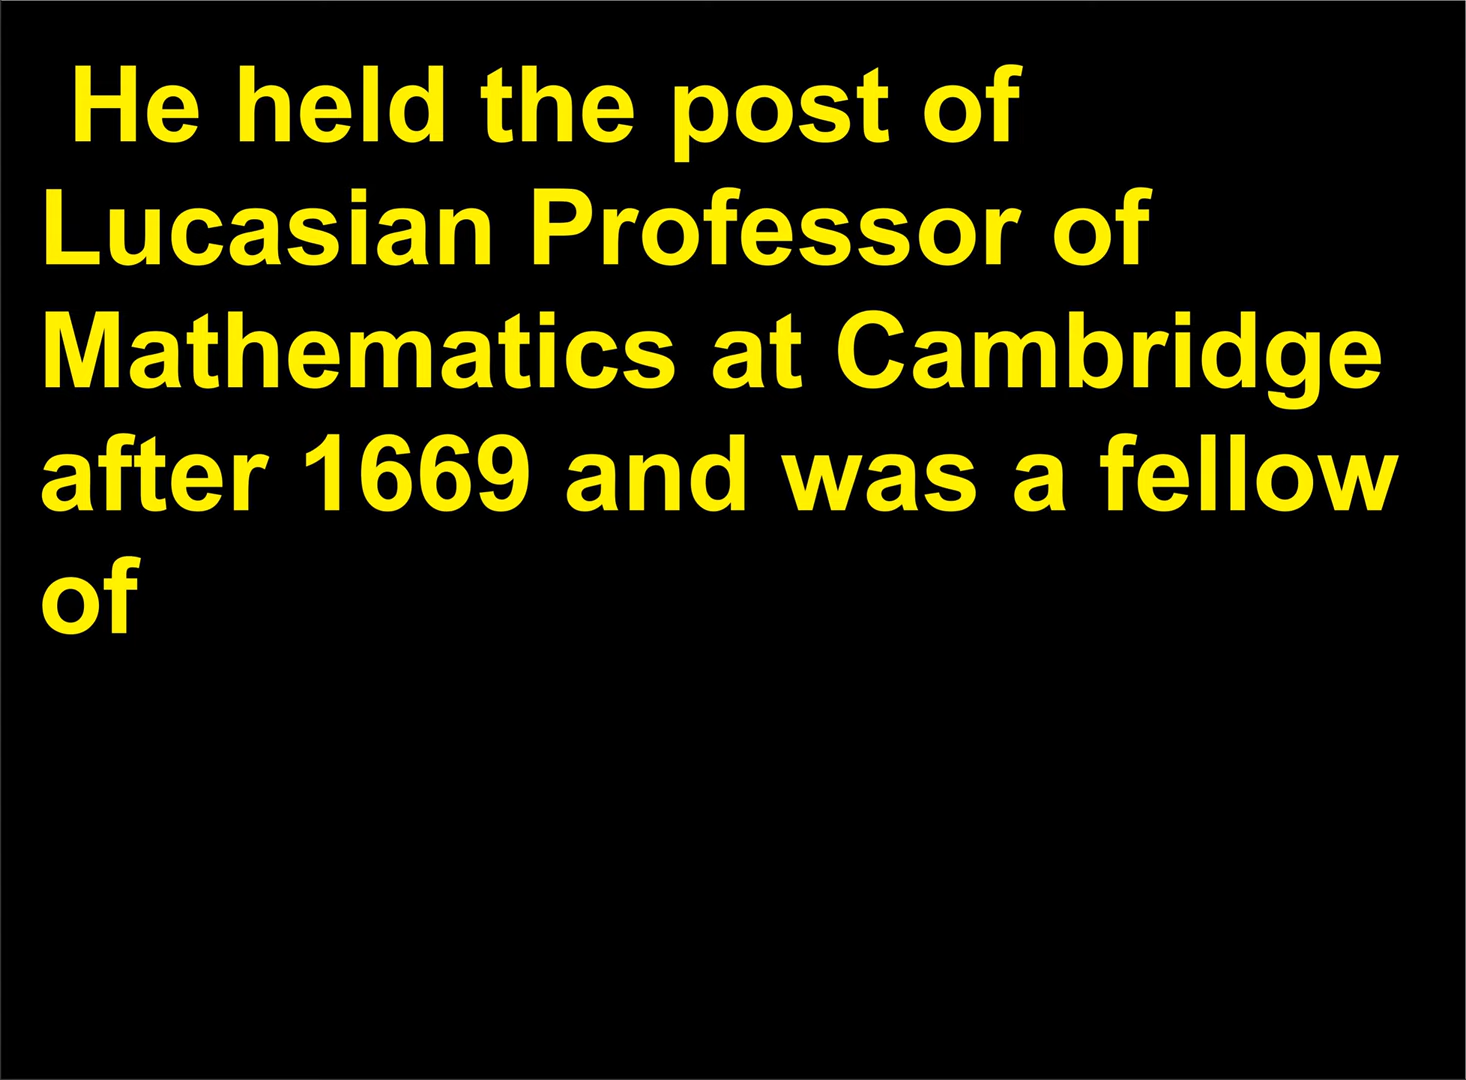 He held the post of
Lucasian Professor of
Mathematics at Cambridge
after 1669 and was a fellow
of